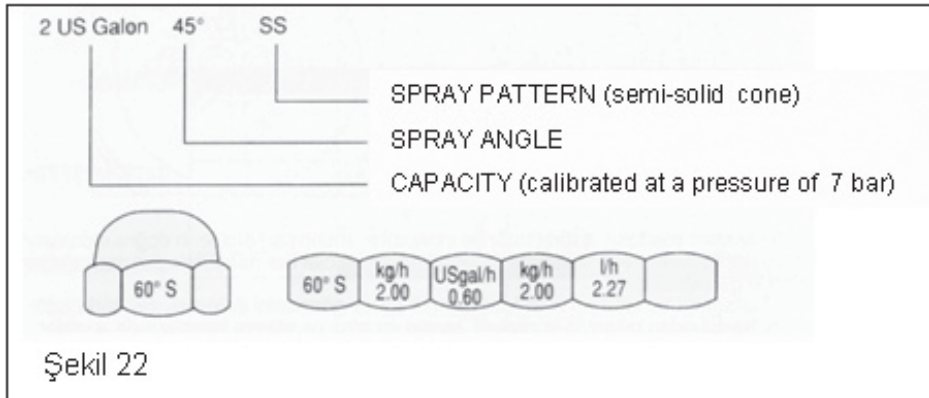 2 US Galon 45° SS
SPRAY PATTERN (semi-solid cone)
SPRAY ANGLE
CAPACITY (calibrated at a pressure of 7 bar)
60° S
60° S kg/h 2.00 USgal/h 0.60 kg/h 2.00 l/h 2.27
Şekil 22